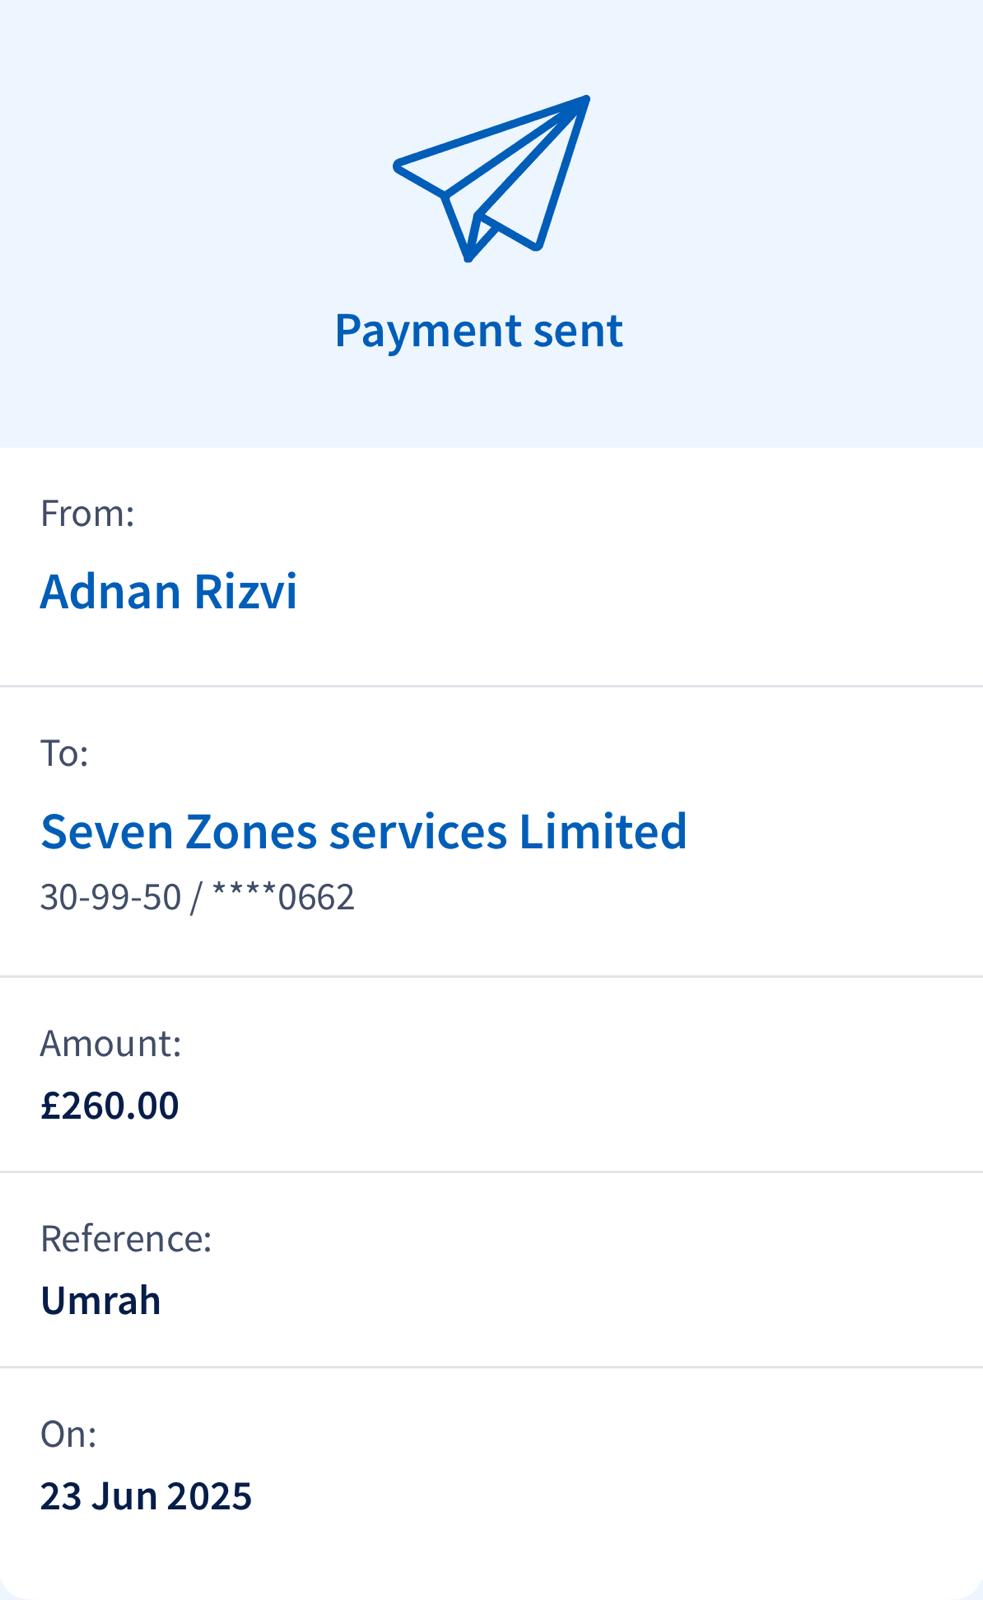 Payment sent
From:
Adnan Rizvi
To:
Seven Zones services Limited
30-99-50 / ****0662
Amount:
£260.00
Reference:
Umrah
On:
23 Jun 2025